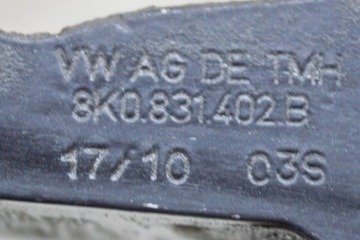 VW AG DE TMH
8K0.831.402.B
17/10 03S